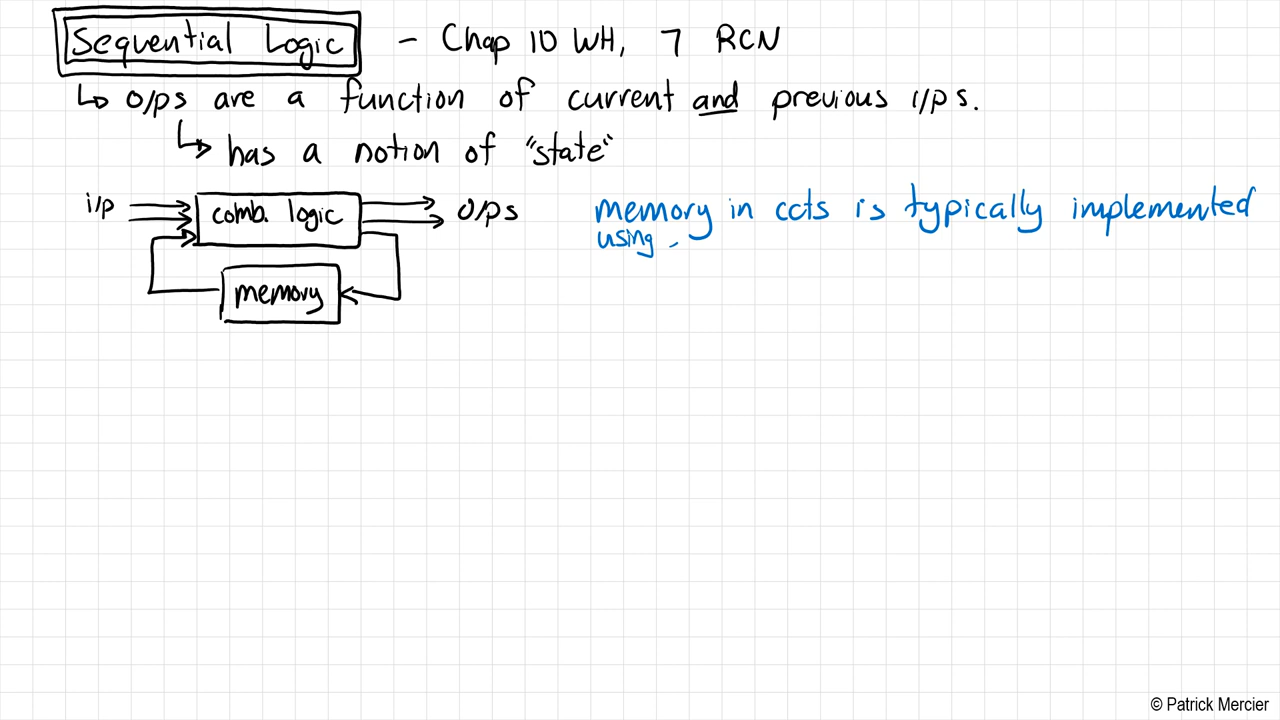 Sequential Logic - Chap 10 WH, 7 RCN
↳ O/ps are a function of current and previous i/ps.
↳ has a notion of "state"
i/p comb. logic O/ps
memory in ccts is typically implemented
using -
memory
© Patrick Mercier